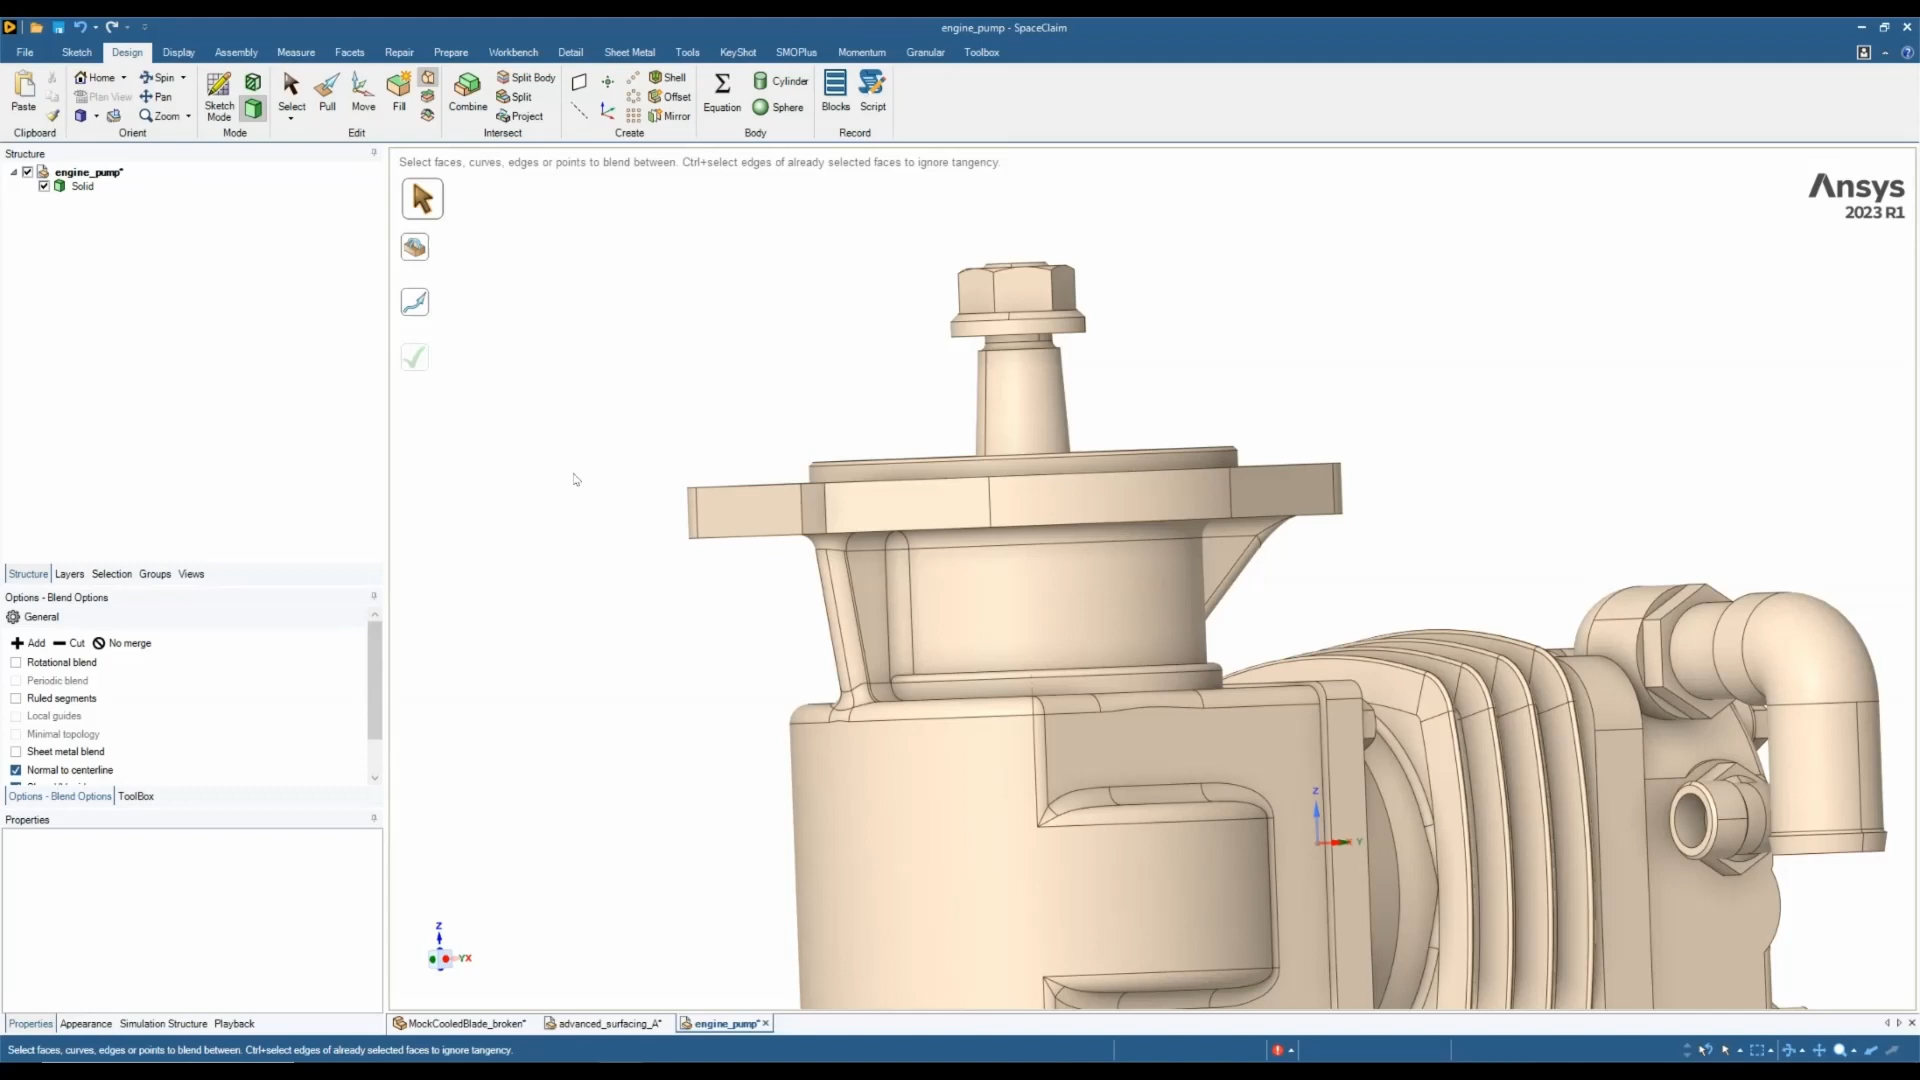 engine_pump - SpaceClaim
File Sketch Design Display Assembly Measure Facets Repair Prepare Workbench Detail Sheet Metal Tools KeyShot SMOPlus Momentum Granular Toolbox
Paste
Clipboard
Home Spin
Plan View Pan
Zoom
Orient
Sketch Mode
Mode
Select Pull Move Fill
Edit
Combine
Split Body
Split
Project
Intersect
Shell
Offset
Mirror
Create
Equation
Cylinder
Sphere
Body
Blocks Script
Record
Structure
engine_pump*
Solid
Select faces, curves, edges or points to blend between. Ctrl+select edges of already selected faces to ignore tangency.
Ansys
2023 R1
Structure Layers Selection Groups Views
Options - Blend Options
General
Add Cut No merge
Rotational blend
Periodic blend
Ruled segments
Local guides
Minimal topology
Sheet metal blend
Normal to centerline
Options - Blend Options ToolBox
Properties
Z
Y
Z
YX
Properties Appearance Simulation Structure Playback
MockCooledBlade_broken* advanced_surfacing_A* engine_pump*
Select faces, curves, edges or points to blend between. Ctrl+select edges of already selected faces to ignore tangency.